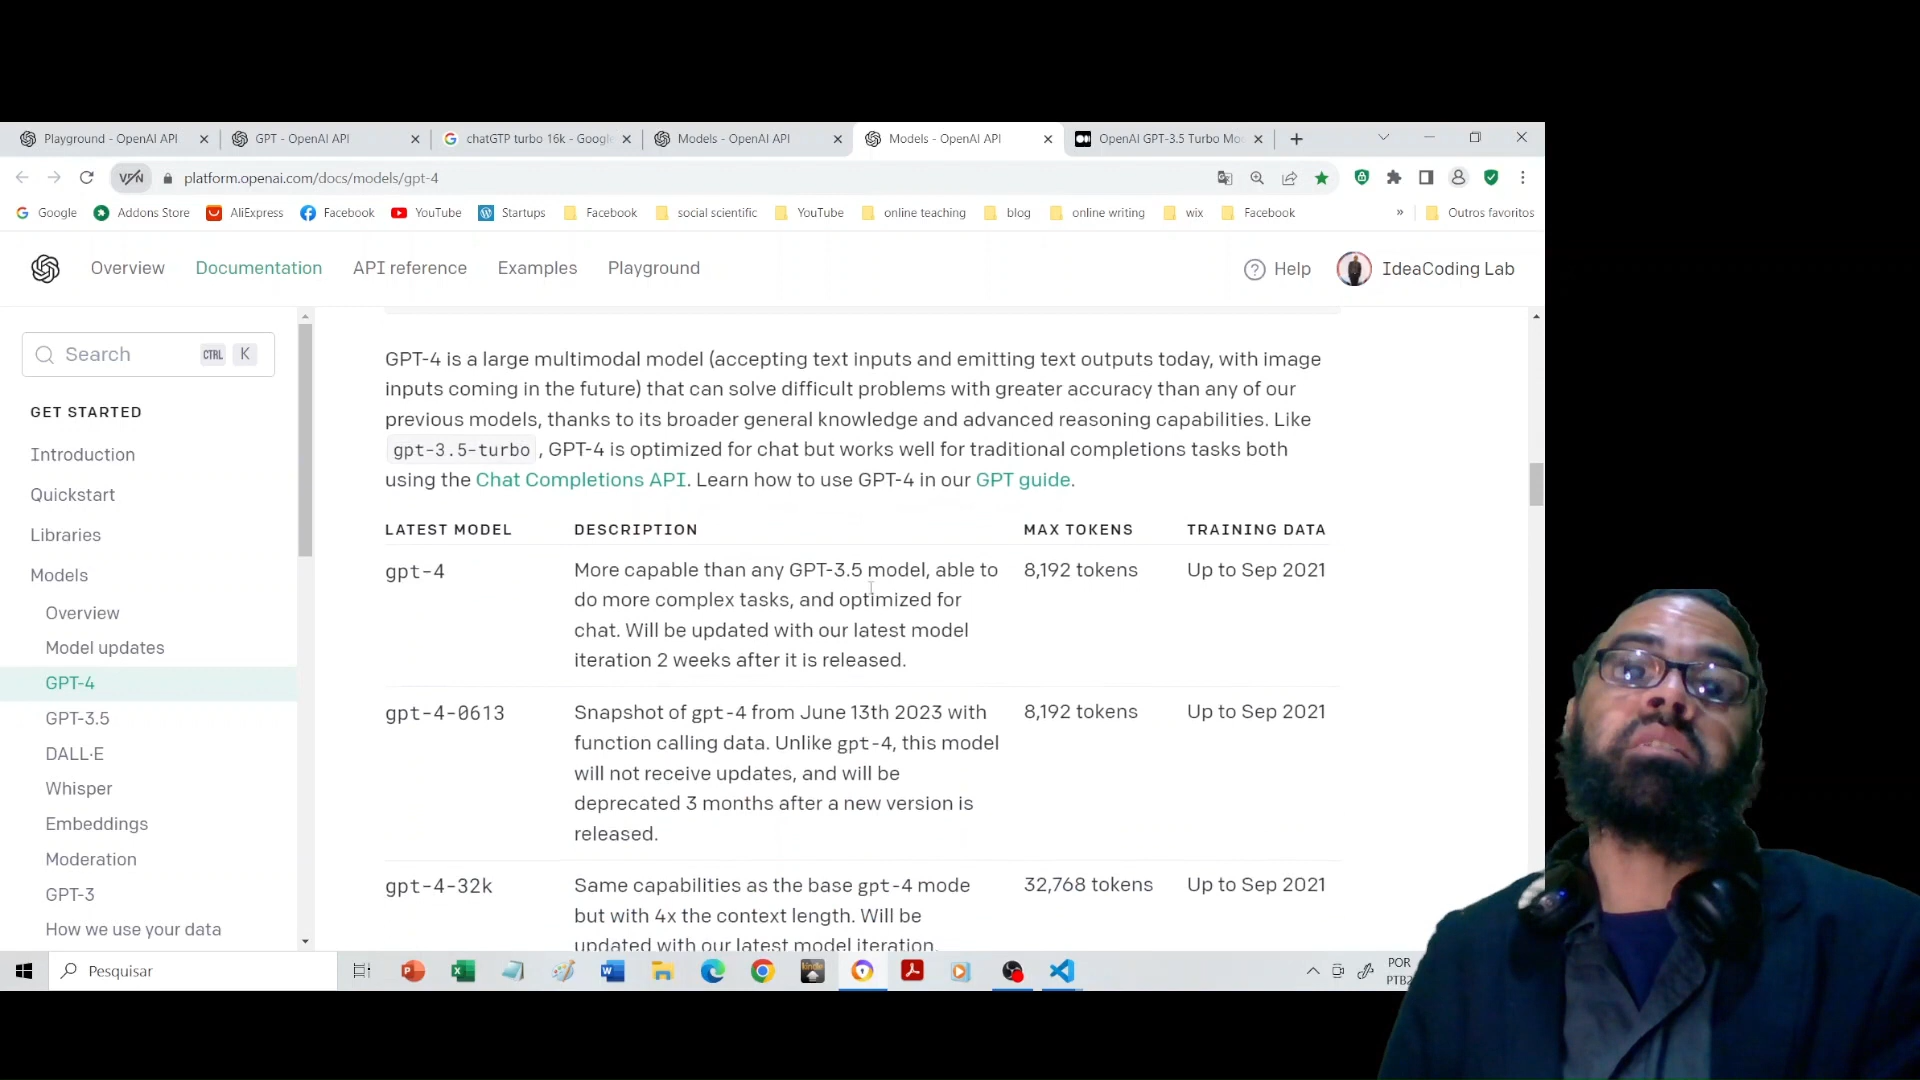 Playground - OpenAI API
GPT - OpenAI API
chatGTP turbo 16k - Google
Models - OpenAI API
Models - OpenAI API
OpenAI GPT-3.5 Turbo Mo
VPN
platform.openai.com/docs/models/gpt-4
Google
Addons Store
AliExpress
Facebook
YouTube
Startups
Facebook
social scientific
YouTube
online teaching
blog
online writing
wix
Facebook
»
Outros favoritos
Overview
Documentation
API reference
Examples
Playground
Help
IdeaCoding Lab
Search
CTRL
K
GET STARTED
Introduction
Quickstart
Libraries
Models
Overview
Model updates
GPT-4
GPT-3.5
DALL·E
Whisper
Embeddings
Moderation
GPT-3
How we use your data
GPT-4 is a large multimodal model (accepting text inputs and emitting text outputs today, with image
inputs coming in the future) that can solve difficult problems with greater accuracy than any of our
previous models, thanks to its broader general knowledge and advanced reasoning capabilities. Like
gpt-3.5-turbo , GPT-4 is optimized for chat but works well for traditional completions tasks both
using the Chat Completions API. Learn how to use GPT-4 in our GPT guide.
LATEST MODEL DESCRIPTION MAX TOKENS TRAINING DATA
gpt-4 More capable than any GPT-3.5 model, able to 8,192 tokens Up to Sep 2021
do more complex tasks, and optimized for
chat. Will be updated with our latest model
iteration 2 weeks after it is released.
gpt-4-0613 Snapshot of gpt-4 from June 13th 2023 with 8,192 tokens Up to Sep 2021
function calling data. Unlike gpt-4, this model
will not receive updates, and will be
deprecated 3 months after a new version is
released.
gpt-4-32k Same capabilities as the base gpt-4 mode 32,768 tokens Up to Sep 2021
but with 4x the context length. Will be
updated with our latest model iteration.
Pesquisar
kindle
POR
PTB2